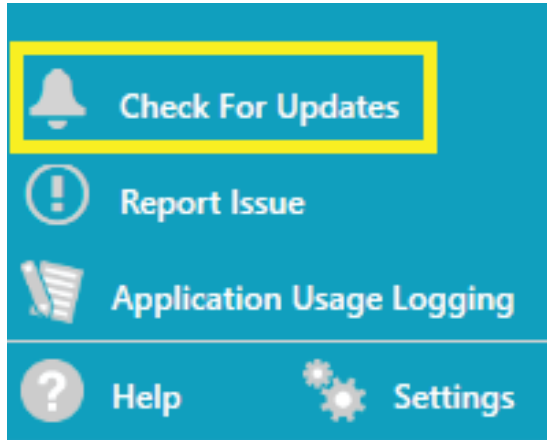 Check For Updates
Report Issue
Application Usage Logging
Help Settings